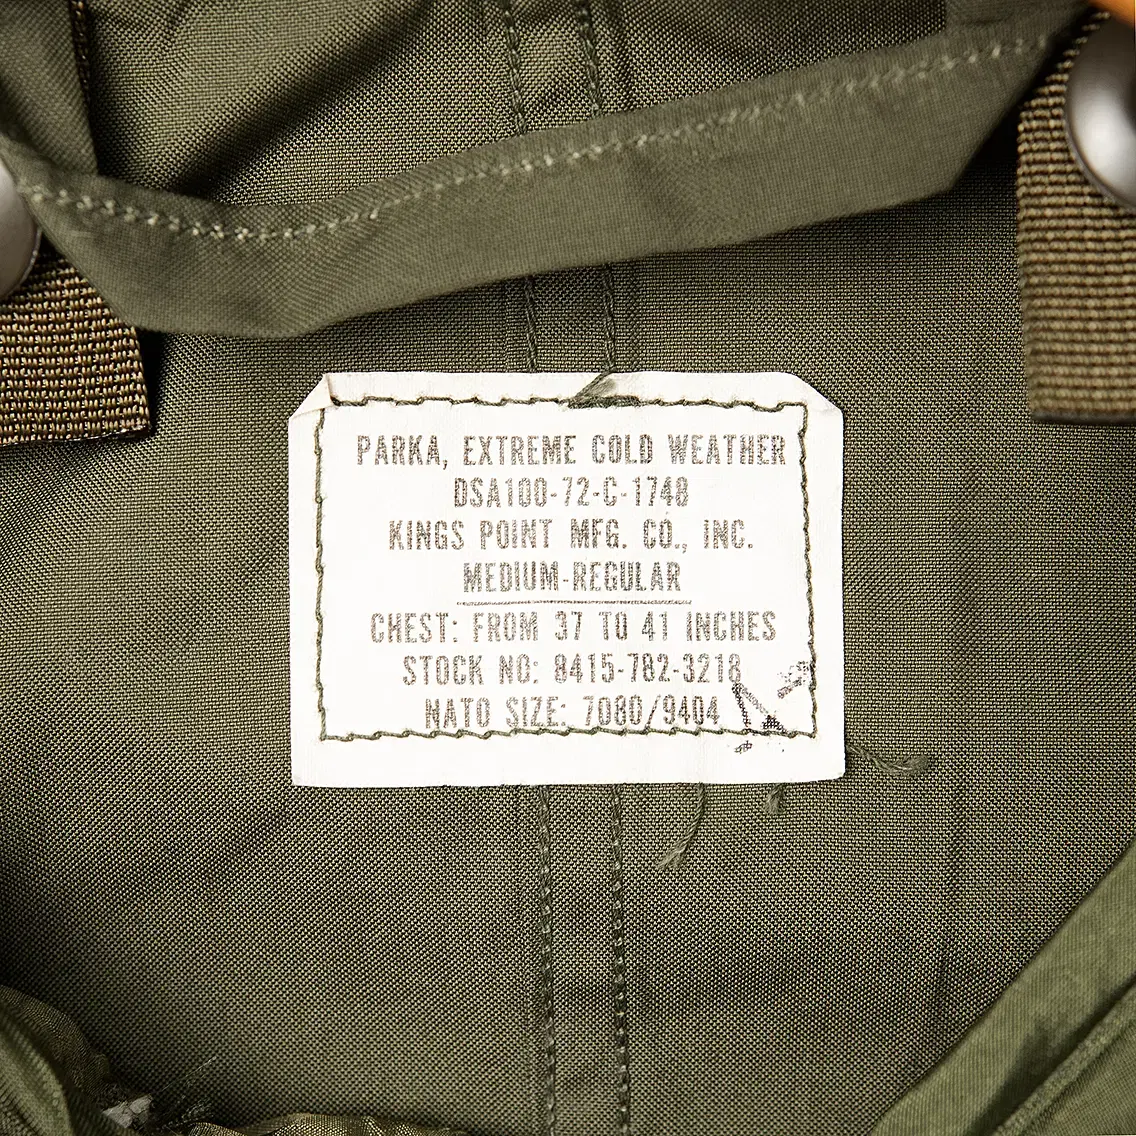 PARKA, EXTREME COLD WEATHER
DSA100-72-C-1748
KINGS POINT MFG. CO., INC.
MEDIUM-REGULAR
CHEST: FROM 37 TO 41 INCHES
STOCK NO: 8415-782-3218
NATO SIZE: 7080/9404